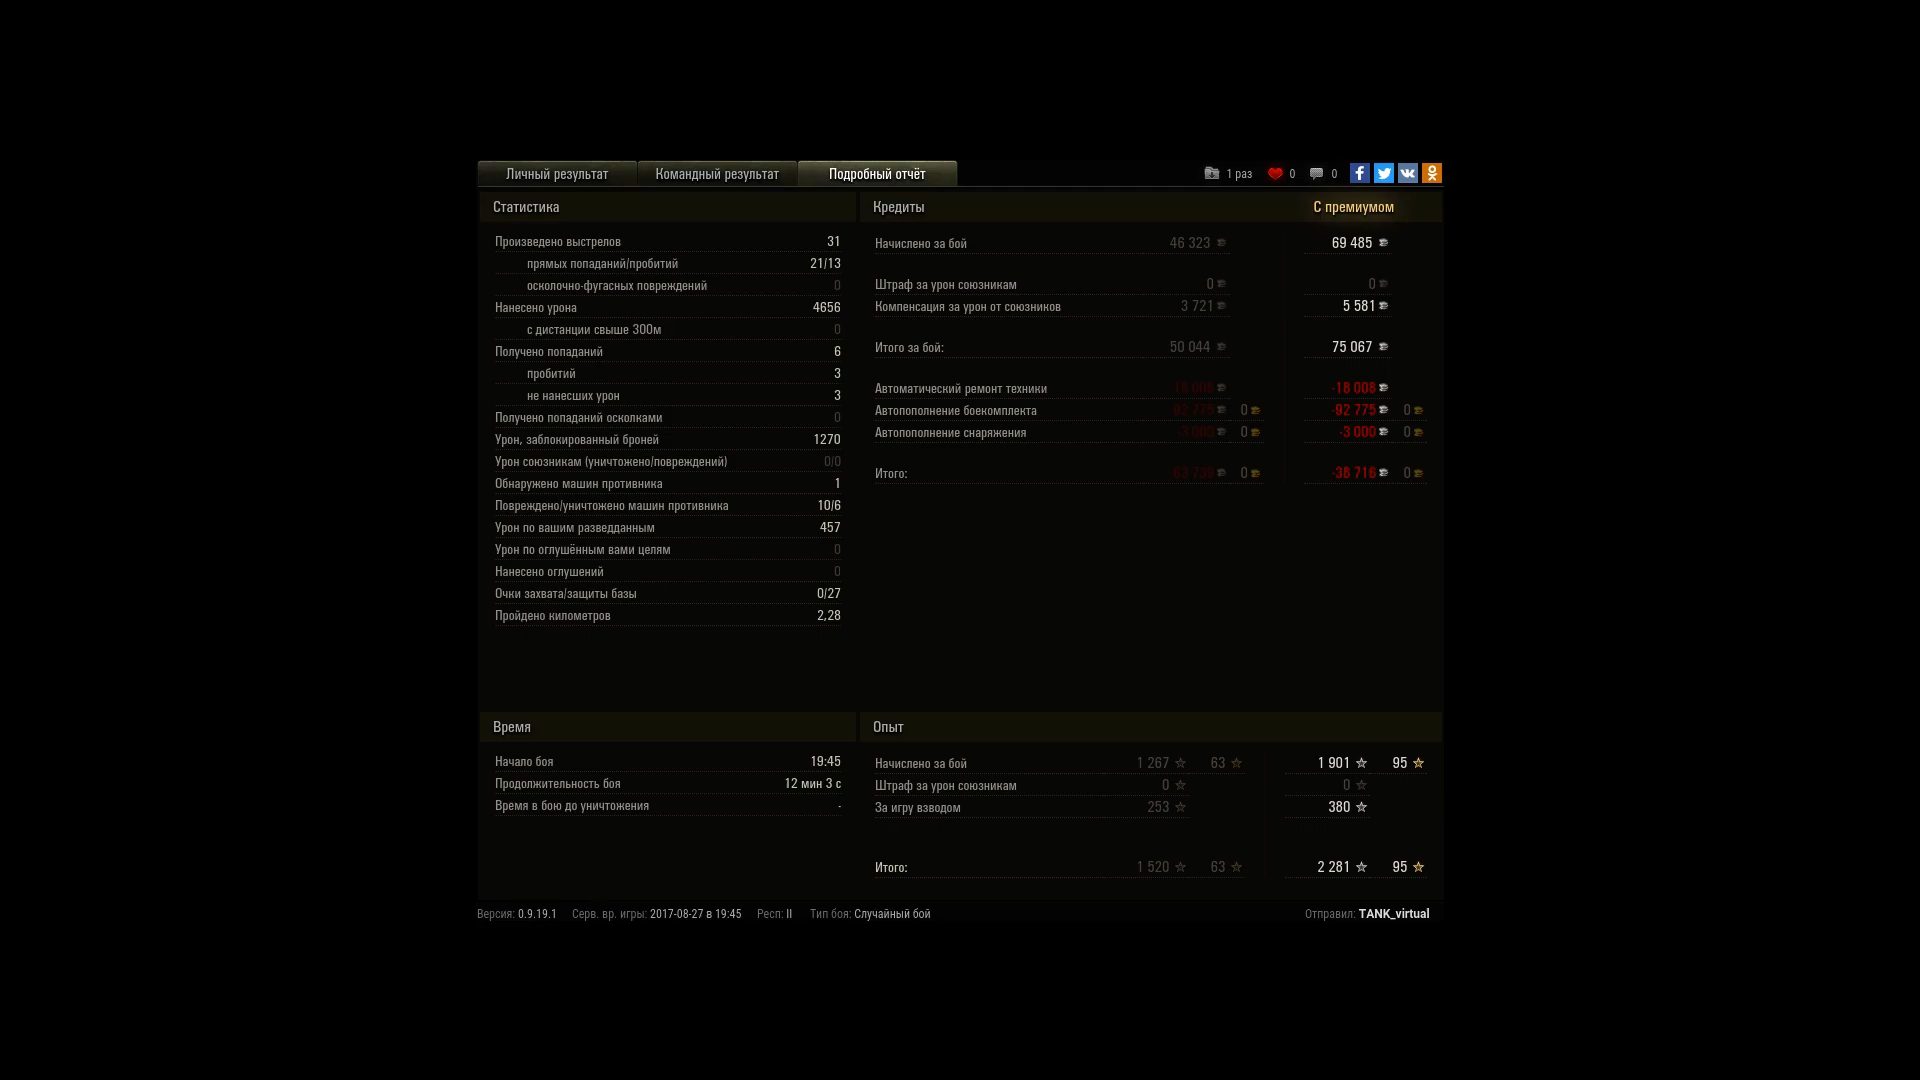 Личный результат Командный результат Подробный отчёт 1 раз 0 0
Статистика
Произведено выстрелов 31
прямых попаданий/пробитий 21/13
осколочно-фугасных повреждений 0
Нанесено урона 4656
с дистанции свыше 300м 0
Получено попаданий 6
пробитий 3
не нанесших урон 3
Получено попаданий осколками 0
Урон, заблокированный броней 1270
Урон союзникам (уничтожено/повреждений) 0/0
Обнаружено машин противника 1
Повреждено/уничтожено машин противника 10/6
Урон по вашим разведданным 457
Урон по оглушённым вами целям 0
Нанесено оглушений 0
Очки захвата/защиты базы 0/27
Пройдено километров 2,28
Кредиты С премиумом
Начислено за бой 46 323 69 485
Штраф за урон союзникам 0 0
Компенсация за урон от союзников 3 721 5 581
Итого за бой: 50 044 75 067
Автоматический ремонт техники -18 008 -18 008
Автопополнение боекомплекта -92 775 0 -92 775 0
Автопополнение снаряжения -3 000 0 -3 000 0
Итого: -63 739 0 -38 716 0
Время
Начало боя 19:45
Продолжительность боя 12 мин 3 с
Время в бою до уничтожения -
Опыт
Начислено за бой 1 267 63 1 901 95
Штраф за урон союзникам 0 0
За игру взводом 253 380
Итого: 1 520 63 2 281 95
Версия: 0.9.19.1 Серв. вр. игры: 2017-08-27 в 19:45 Респ: II Тип боя: Случайный бой Отправил: TANK_virtual